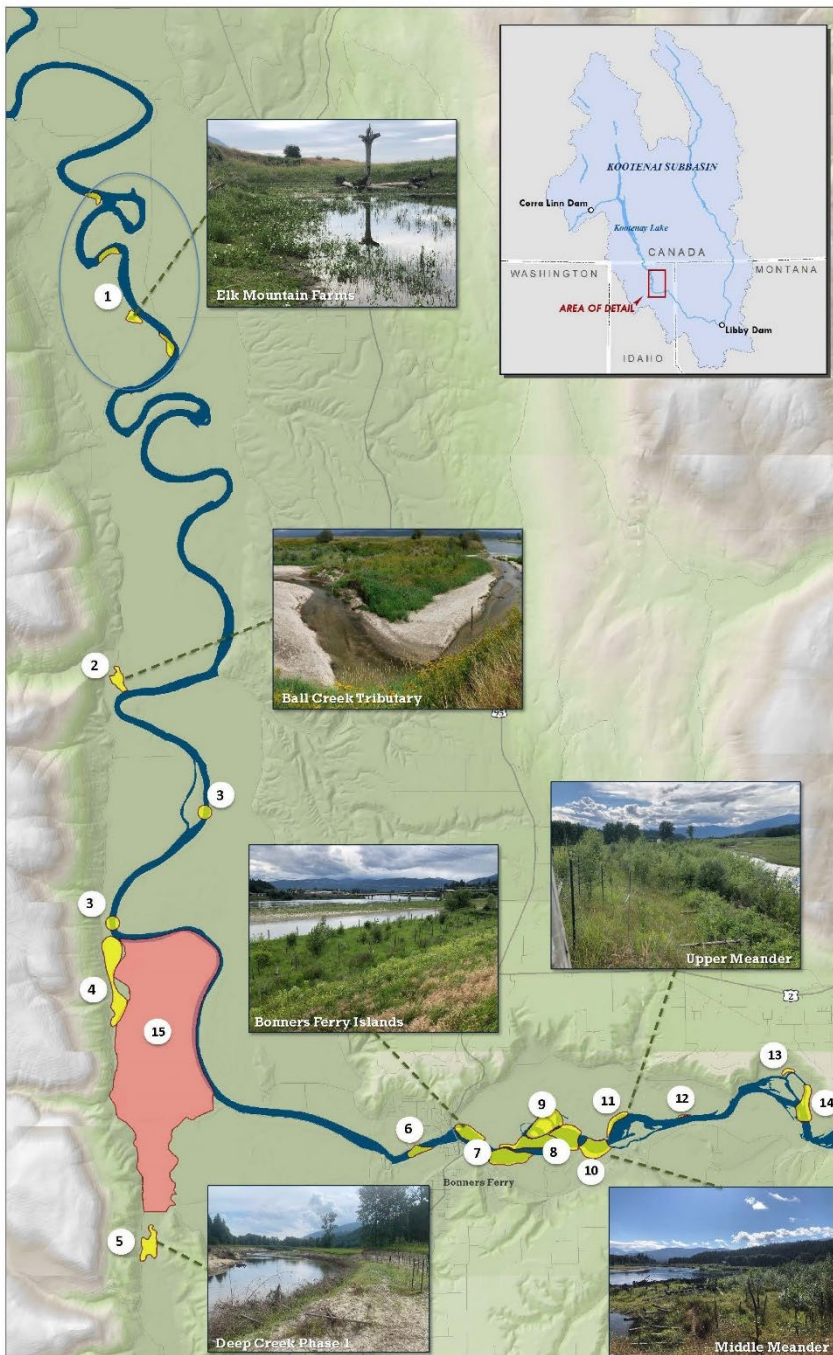 KOOTENAI SUBBASIN
Corra Linn Dam
Kootenay Lake
CANADA
WASHINGTON
MONTANA
AREA OF DETAIL
Libby Dam
IDAHO
Elk Mountain Farms
1
Ball Creek Tributary
2
3
Upper Meander
3
Bonners Ferry Islands
4
15
2
13
14
12
11
9
6
7
8
10
Bonners Ferry
5
Deep Creek Phase 1
Middle Meander